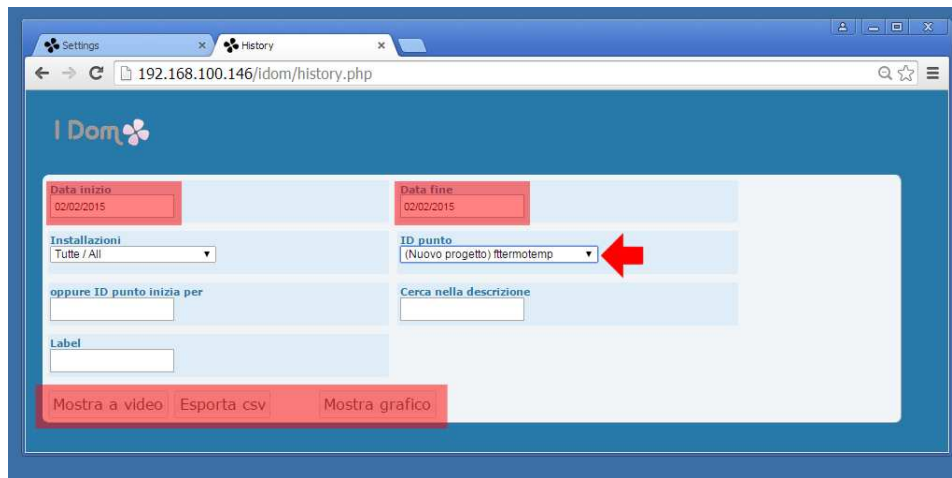 Settings
History
192.168.100.146/idom/history.php
I Dom
Data inizio
Data fine
02/02/2015
02/02/2015
Installazioni
ID punto
Tutte / All
(Nuovo progetto) fttermotemp
oppure ID punto inizia per
Cerca nella descrizione
Label
Mostra a video Esporta csv Mostra grafico